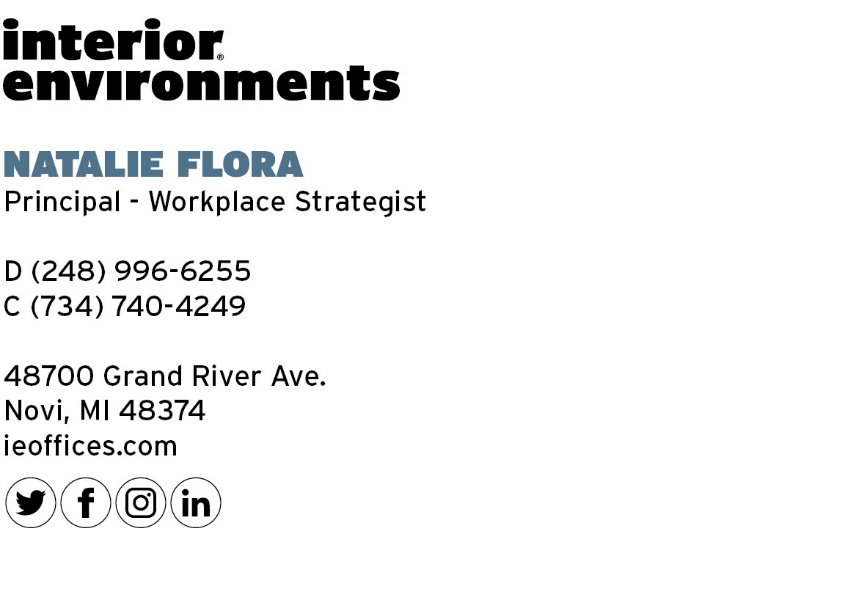 interior®
environments
NATALIE FLORA
Principal - Workplace Strategist
D (248) 996-6255
C (734) 740-4249
48700 Grand River Ave.
Novi, MI 48374
ieoffices.com